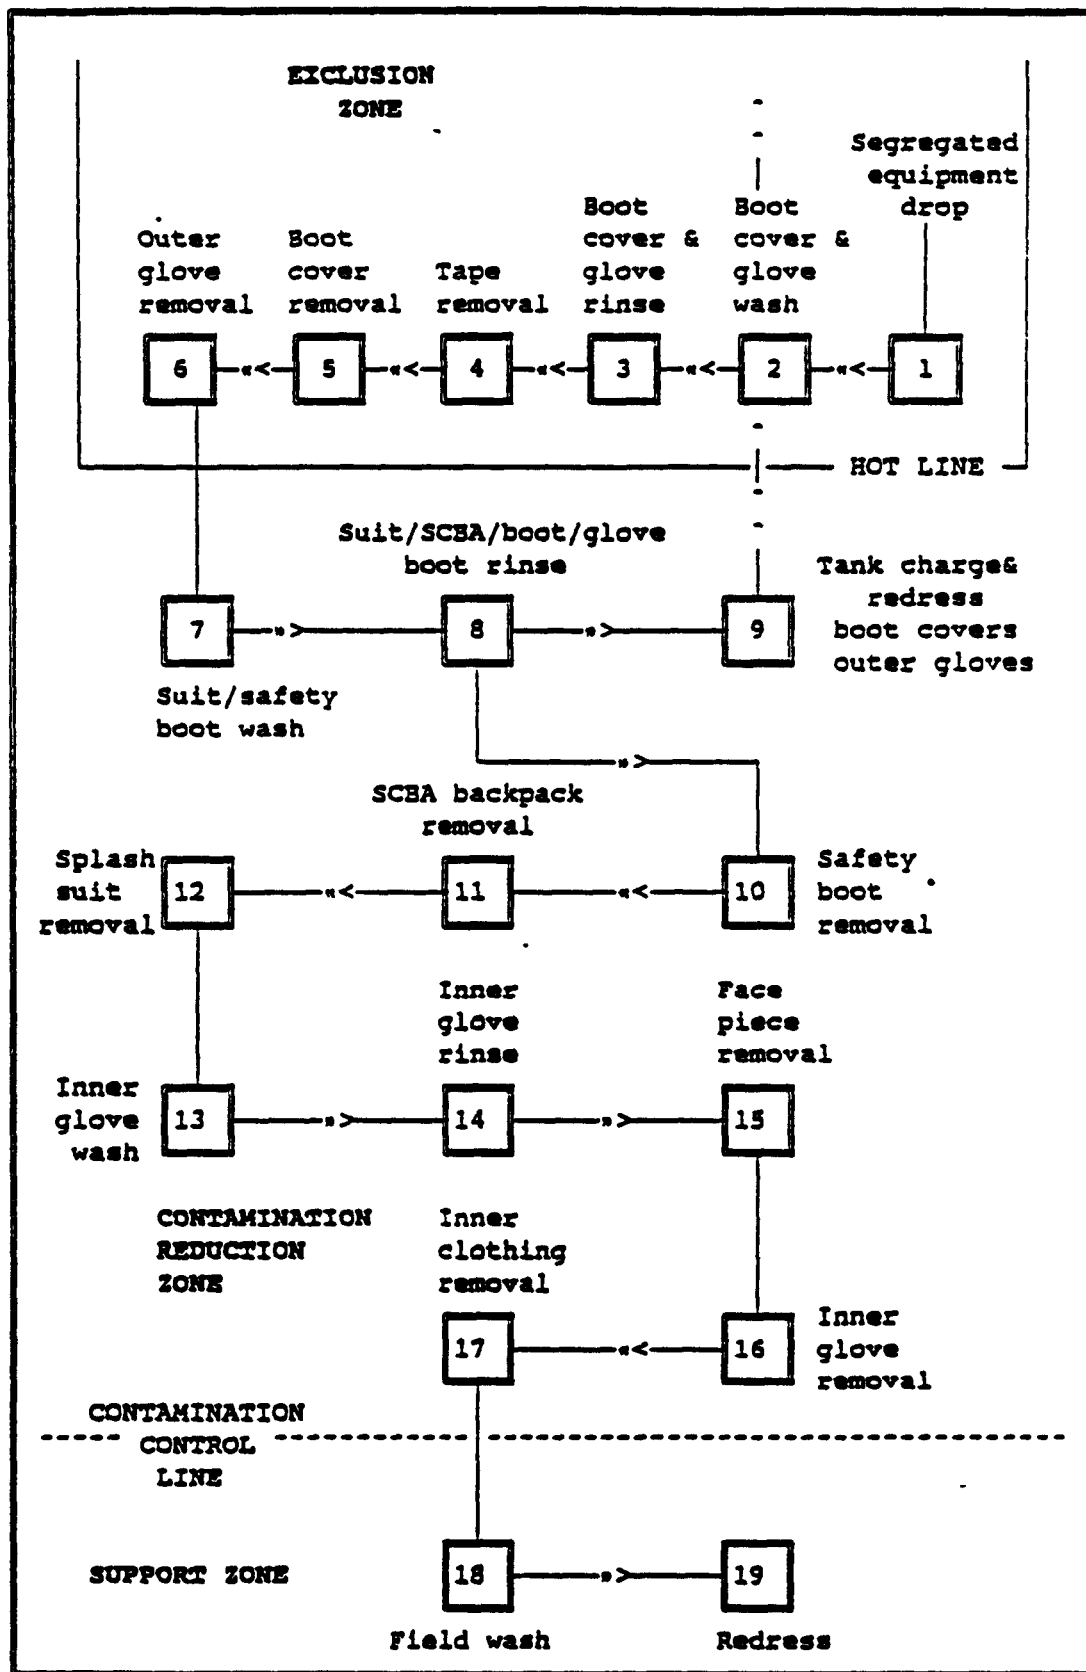 EXCLUSION
ZONE
Segregated
equipment
drop
Boot
cover &
glove
wash
Boot
cover &
glove
rinse
Tape
removal
Boot
cover
removal
Outer
glove
removal
6
5
4
3
2
1
HOT LINE
Suit/SCBA/boot/glove
boot rinse
Tank charge&
redress
boot covers
outer gloves
7
8
9
Suit/safety
boot wash
SCBA backpack
removal
Splash
suit
removal
12
11
10
Safety
boot
removal
Inner
glove
rinse
Face
piece
removal
Inner
glove
wash
13
14
15
CONTAMINATION
REDUCTION
ZONE
Inner
clothing
removal
17
16
Inner
glove
removal
CONTAMINATION
CONTROL
LINE
SUPPORT ZONE
18
19
Field wash
Redress